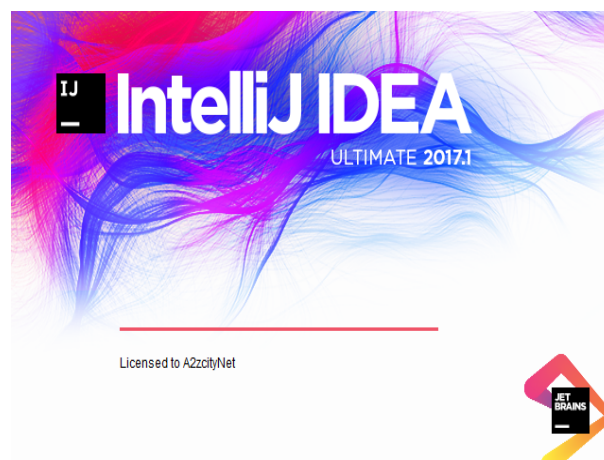 IJ
IntelliJ IDEA
ULTIMATE 2017.1
Licensed to A2zcityNet
JET
BRAINS